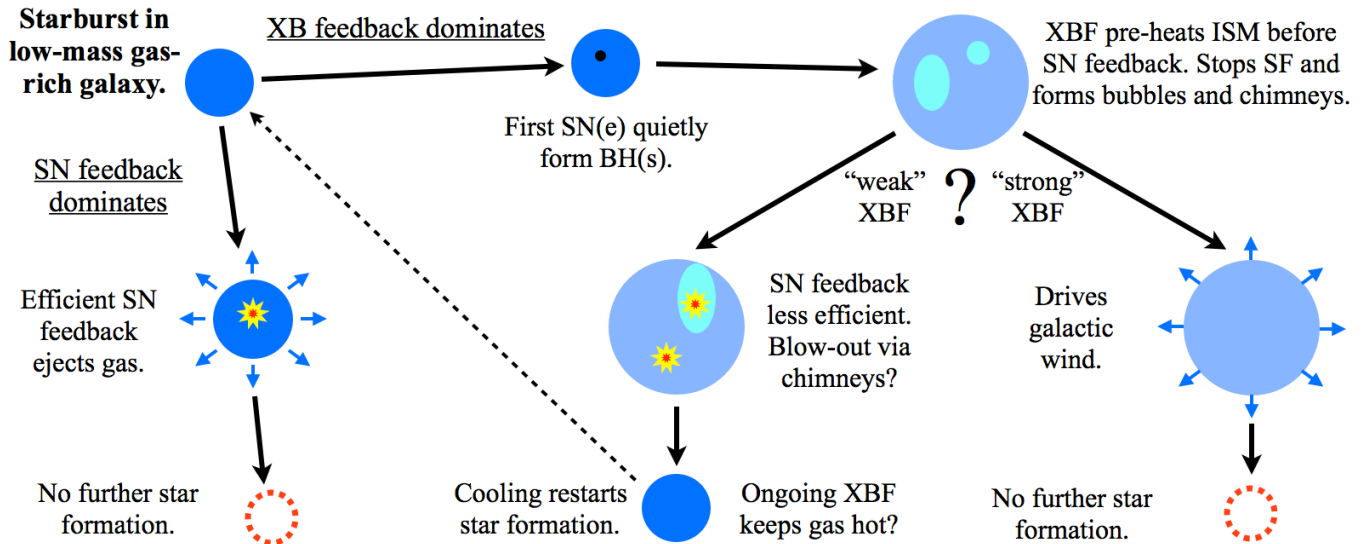 Starburst in
low-mass gas-
rich galaxy.
XB feedback dominates
First SN(e) quietly
form BH(s).
XBF pre-heats ISM before
SN feedback. Stops SF and
forms bubbles and chimneys.
SN feedback
dominates
“weak”
XBF
?
“strong”
XBF
Efficient SN
feedback
ejects gas.
SN feedback
less efficient.
Blow-out via
chimneys?
Drives
galactic
wind.
No further star
formation.
Cooling restarts
star formation.
Ongoing XBF
keeps gas hot?
No further star
formation.